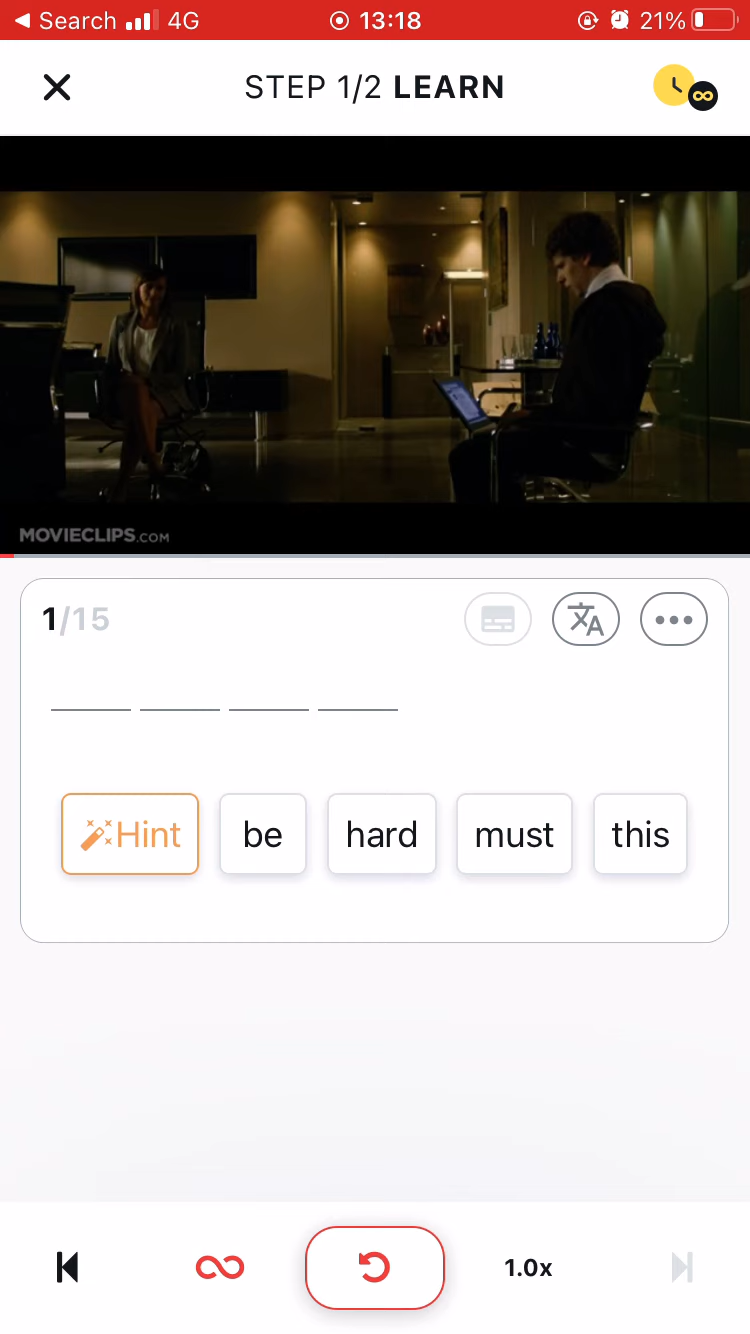 Search 4G 13:18 21%
STEP 1/2 LEARN
MOVIECLIPS.COM
1/15
Hint be hard must this
1.0x